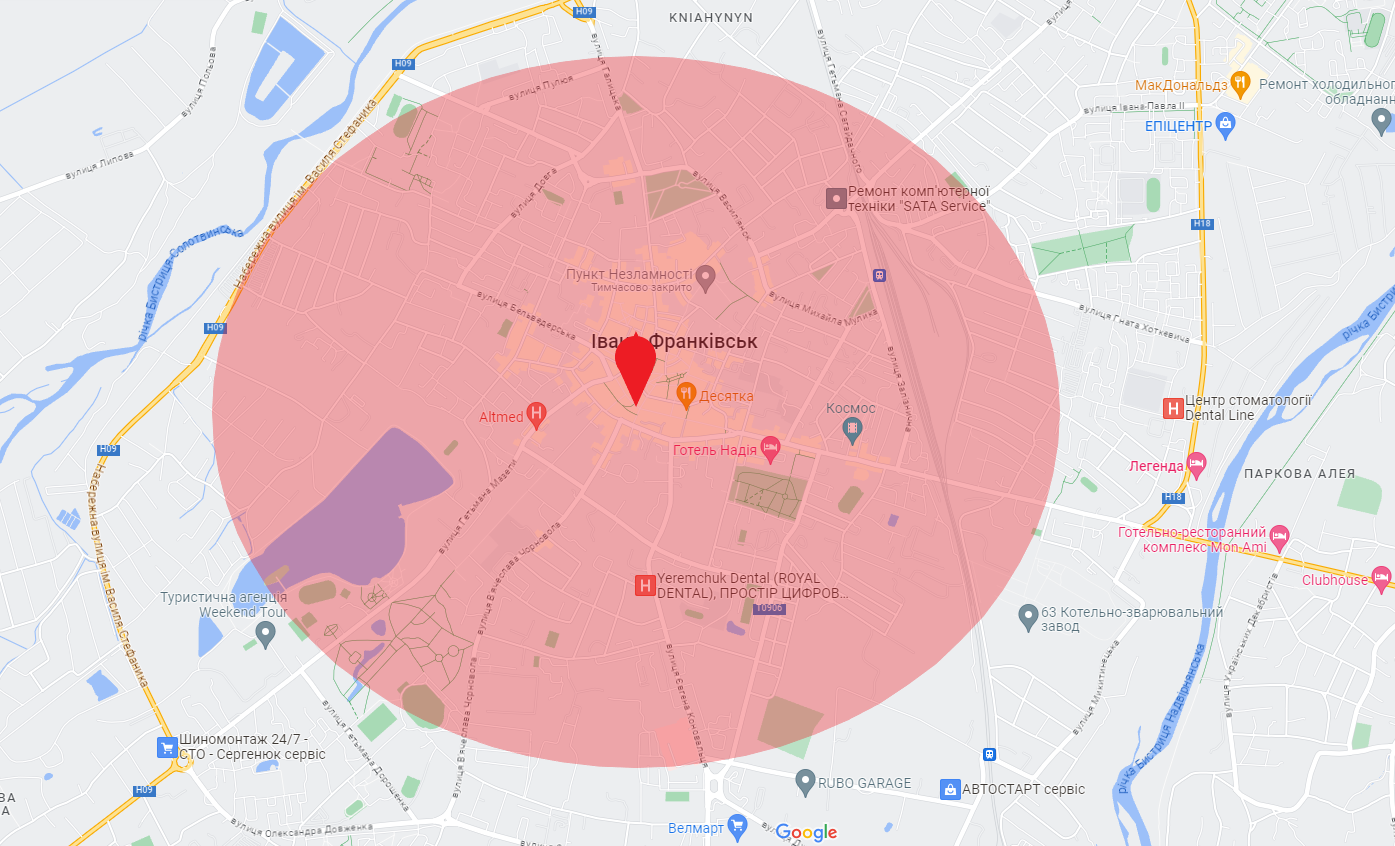 H09
KNIAHYNYN
вулиця Польова
H09
вулиця Галицька
вулиця Гетьмана Сагайдачного
вулиця Пулюя
МакДональдз
Ремонт холодильного
обладнанн
вулиця Івана-Павла II
ЕПІЦЕНТР
вулиця Липова
Набережна вулиця ім. Василя Стефаника
вулиця Довга
вулиця Василіянок
Ремонт комп'ютерної
техніки "SATA Service"
H18
річка Бистриця-Солотвинська
Пункт Незламності
Тимчасово закрито
вулиця Бельведерська
вулиця Михайла Мулика
вулиця Гната Хоткевича
річка Бистри
H09
Франківськ
вулиця Залізнична
Десятка
Altmed
Космос
Центр стоматології
Dental Line
H09
Готель Надія
Легенда
ПАРКОВА АЛЕЯ
H18
Набережна вулиця ім. Василя Стефаника
вулиця Гетьмана Мазепи
вулиця В'ячеслава Чорновола
Готельно-ресторанний
комплекс Mon Ami
Clubhouse
Yeremchuk Dental (ROYAL
DENTAL), ПРОСТІР ЦИФРОВ...
T0906
Туристична агенція
Weekend Tour
63 Котельно-зварювальний
завод
вулиця Українських Декабристів
вулиця Микитинецька
річка Бистриця Надвірнянська
вулиця Євгена Коновальця
вулиця В'ячеслава Чорновола
вулиця Гетьмана Дорошенка
Шиномонтаж 24/7 -
СТО - Сергенюк сервіс
H09
RUBO GARAGE
АВТОСТАРТ сервіс
ВА
А
вулиця Олександра Довженка
Велмарт
Google